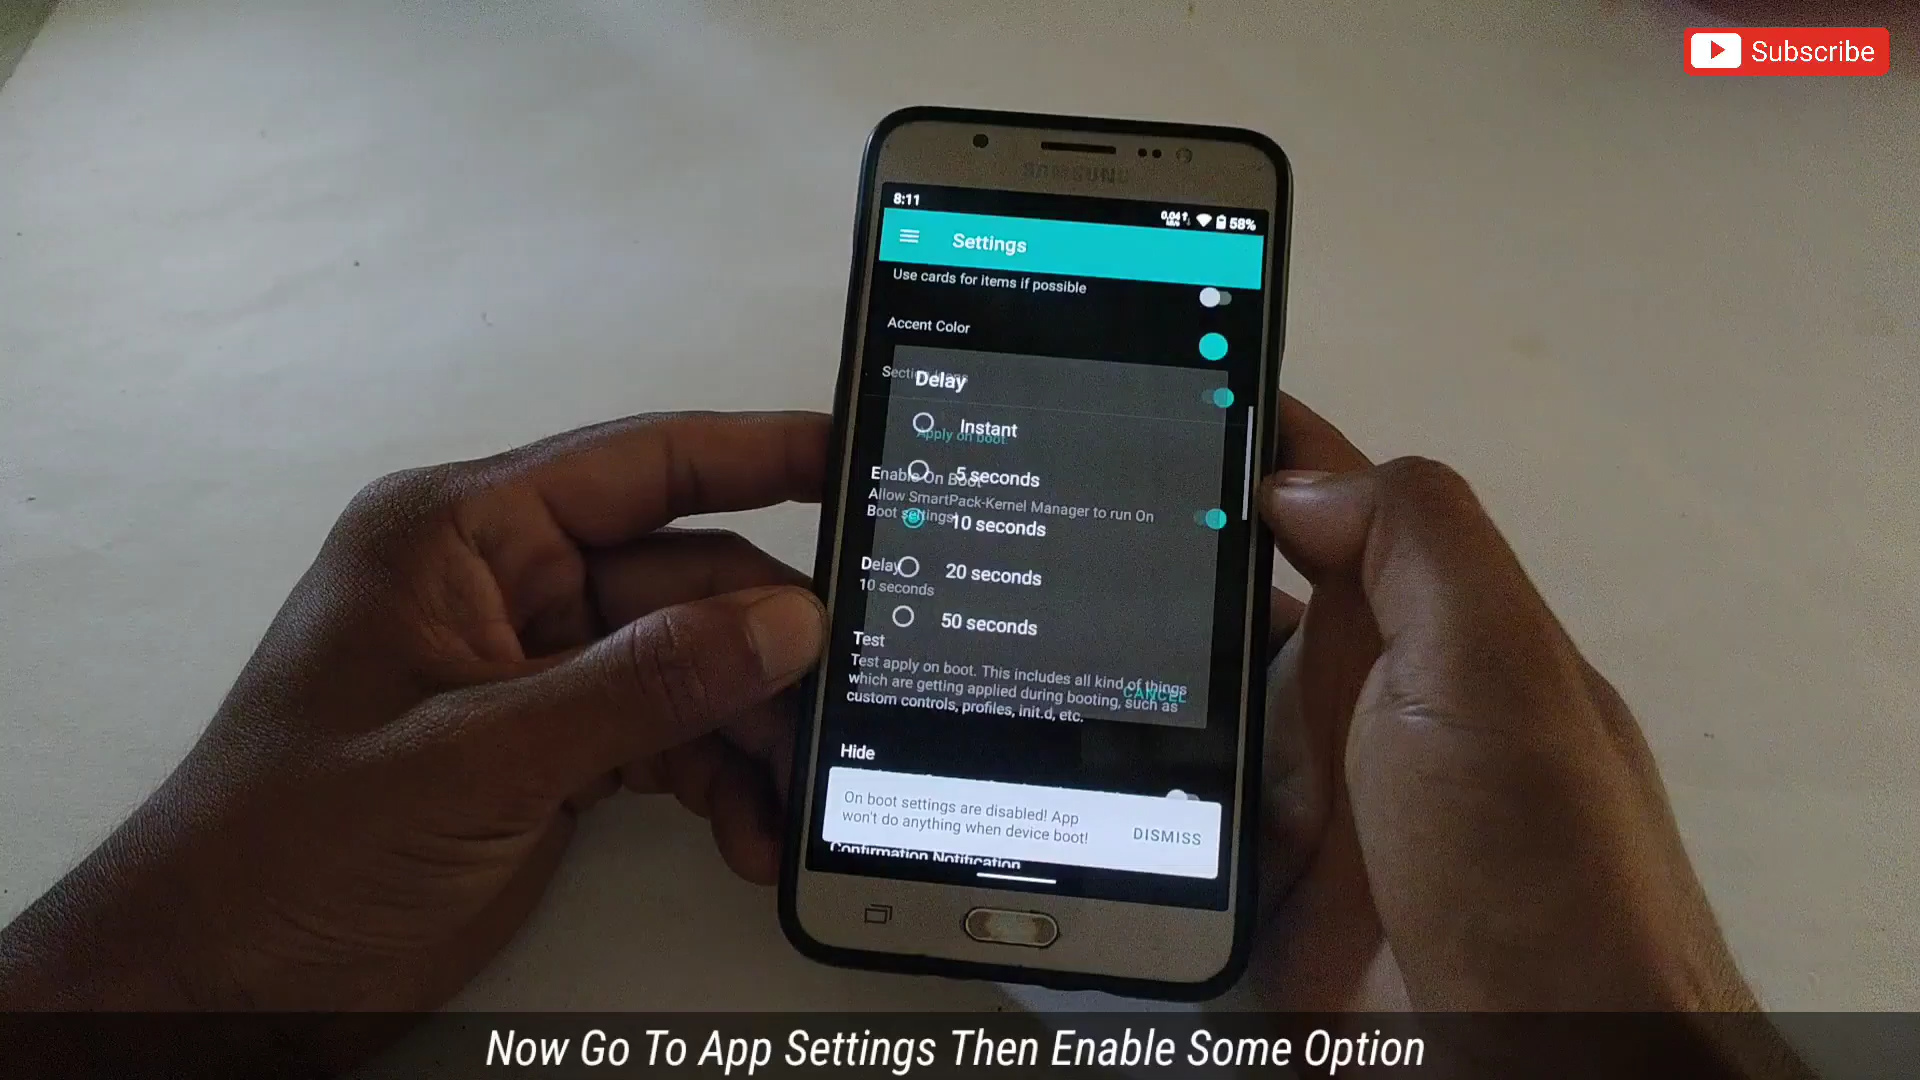 Subscribe
SAMSUNG
8:11
58%
Settings
Use cards for items if possible
Accent Color
Delay
Instant
Apply on boot
5 seconds
Enable On Boot
Allow SmartPack-Kernel Manager to run On
Boot settings
10 seconds
Delay
20 seconds
10 seconds
50 seconds
Test
Test apply on boot. This includes all kind of things
which are getting applied during booting, such as
custom controls, profiles, init.d, etc.
CANCEL
Hide
On boot settings are disabled! App
won't do anything when device boot!
DISMISS
Confirmation Notification
Now Go To App Settings Then Enable Some Option